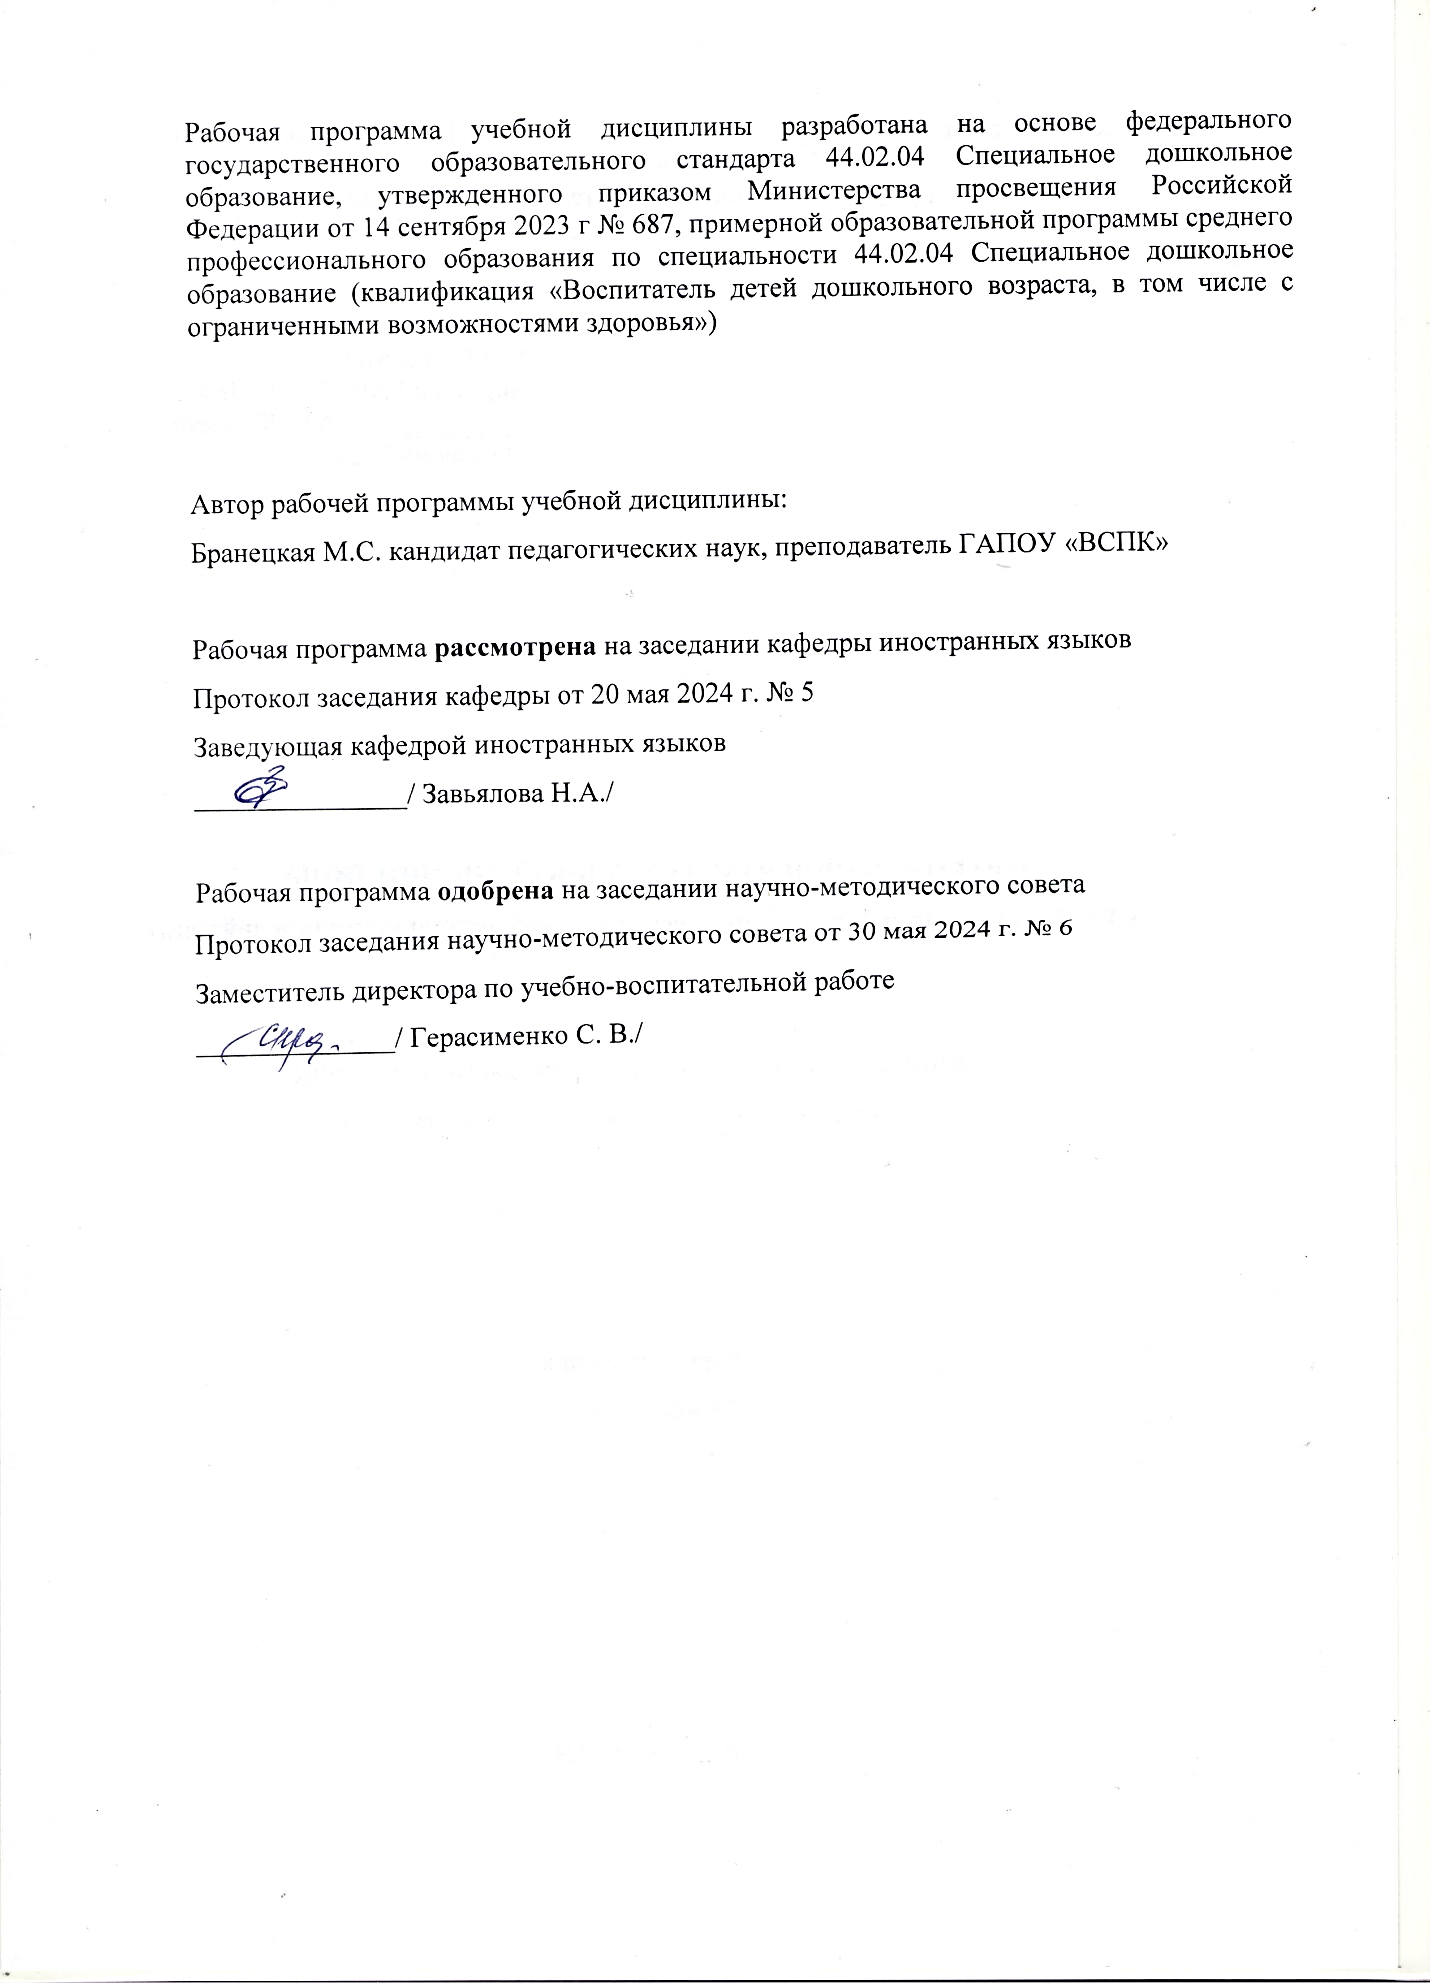 Рабочая программа учебной дисциплины разработана на основе федерального
государственного образовательного стандарта 44.02.04 Специальное дошкольное
образование, утвержденного приказом Министерства просвещения Российской
Федерации от 14 сентября 2023 г № 687, примерной образовательной программы среднего
профессионального образования по специальности 44.02.04 Специальное дошкольное
образование (квалификация «Воспитатель детей дошкольного возраста, в том числе с
ограниченными возможностями здоровья»)
Автор рабочей программы учебной дисциплины:
Бранецкая М.С. кандидат педагогических наук, преподаватель ГАПОУ «ВСПК»
Рабочая программа рассмотрена на заседании кафедры иностранных языков
Протокол заседания кафедры от 20 мая 2024 г. № 5
Заведующая кафедрой иностранных языков
________________/ Завьялова Н.А./
Рабочая программа одобрена на заседании научно-методического совета
Протокол заседания научно-методического совета от 30 мая 2024 г. № 6
Заместитель директора по учебно-воспитательной работе
_______________/ Герасименко С. В./